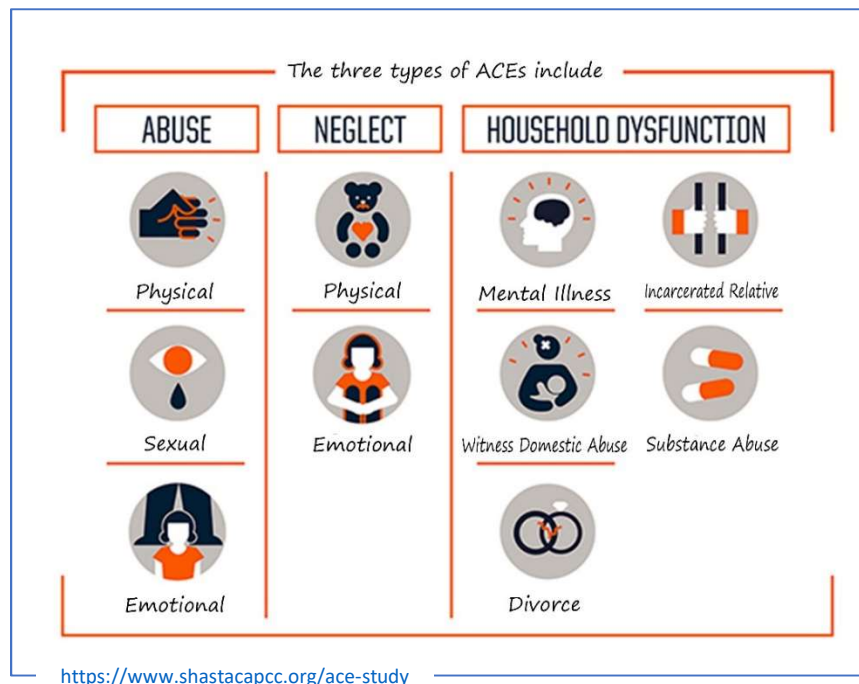 The three types of ACEs include
ABUSE
Physical
Sexual
Emotional
NEGLECT
Physical
Emotional
HOUSEHOLD DYSFUNCTION
Mental Illness
Incarcerated Relative
Witness Domestic Abuse
Substance Abuse
Divorce
https://www.shastacapcc.org/ace-study